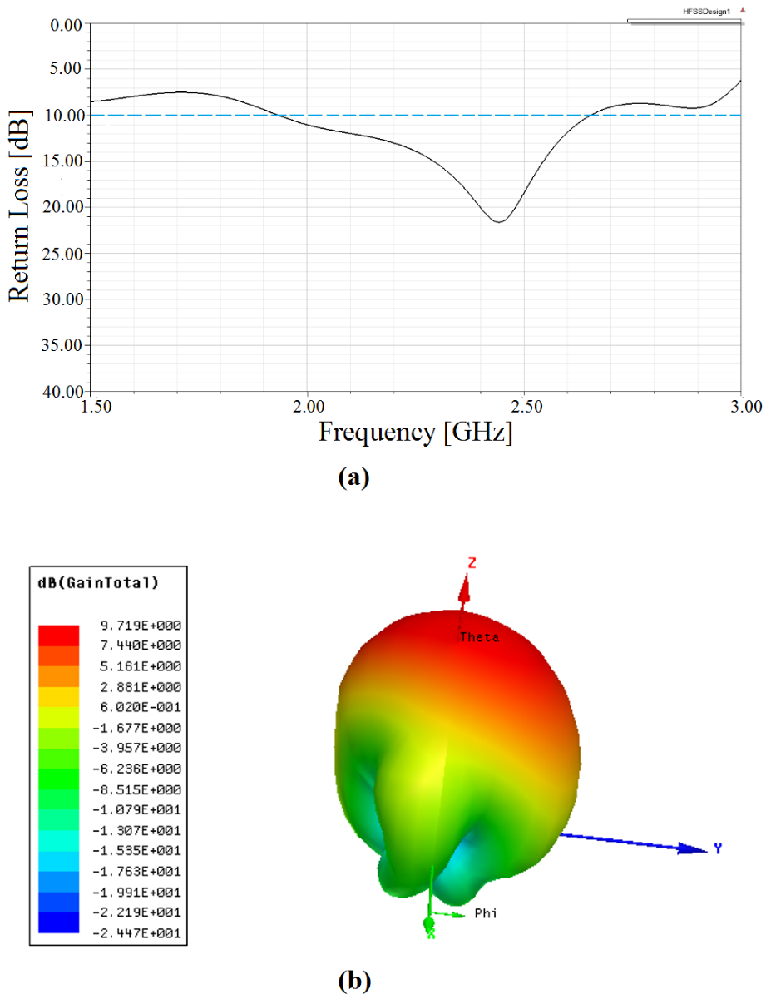 HFSSDesign1
0.00
5.00
10.00
15.00
20.00
25.00
30.00
35.00
40.00
Return Loss [dB]
1.50 2.00 2.50 3.00
Frequency [GHz]
(a)
dB(GainTotal)
9.719E+000
7.440E+000
5.161E+000
2.881E+000
6.020E-001
-1.677E+000
-3.957E+000
-6.236E+000
-8.515E+000
-1.079E+001
-1.307E+001
-1.535E+001
-1.763E+001
-1.991E+001
-2.219E+001
-2.447E+001
Z
Theta
Y
Phi
X
(b)